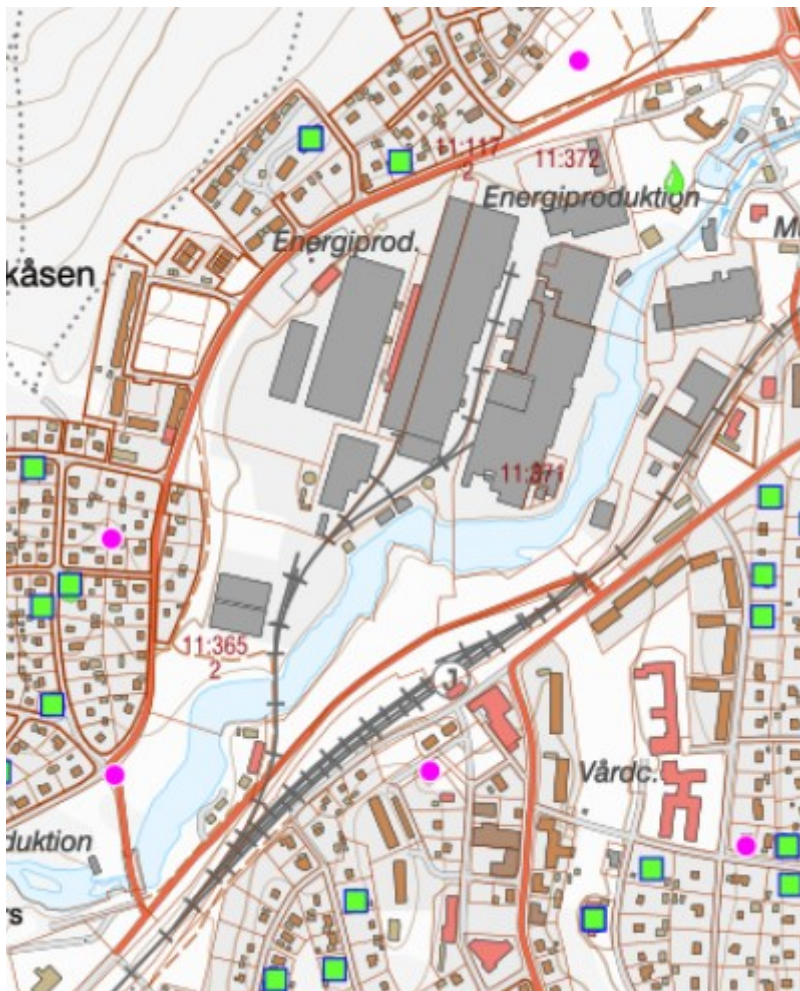 11:117
2
11:372
Energiproduktion
Energiprod.
kåsen
11:371
11:365
2
J
Vårdc.
duktion
rs